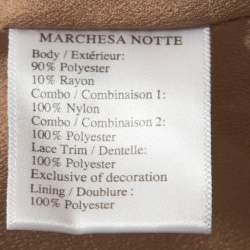 MARCHESA NOTTE
Body / Extérieur:
90% Polyester
10% Rayon
Combo / Combinaison 1:
100% Nylon
Combo / Combinaison 2:
100% Polyester
Lace Trim / Dentelle:
100% Polyester
Exclusive of decoration
Lining / Doublure :
100% Polyester